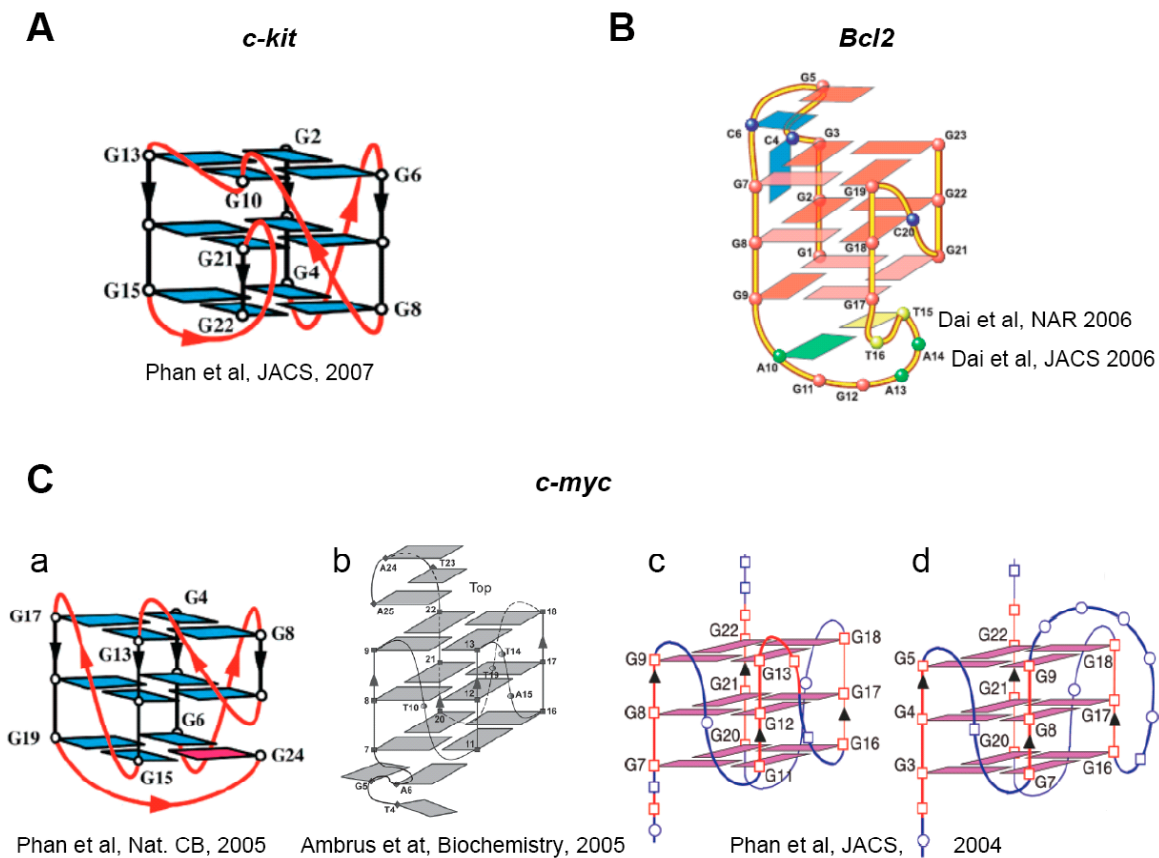 A
c-kit
G13
G2
G6
G10
G21
G4
G15
G22
G8
Phan et al, JACS, 2007
B
Bcl2
G5
C6
C4
G3
G23
G7
G19
G2
G22
C20
G8
G18
G1
G21
G9
G17
T15
T16
A14
A10
G11
G12
A13
Dai et al, NAR 2006
Dai et al, JACS 2006
C
c-myc
a
G17
G4
G13
G8
G6
G19
G24
G15
Phan et al, Nat. CB, 2005
b
A24
T23
Top
A25
22
18
9
13
T14
21
17
T19
8
12
A15
T10
20
16
7
11
G5
A6
T4
Ambrus et at, Biochemistry, 2005
c
G22
G18
G9
G13
G21
G17
G8
G12
G20
G16
G7
G11
d
G22
G5
G18
G9
G21
G4
G17
G20
G8
G3
G16
G7
Phan et al, JACS, 2004